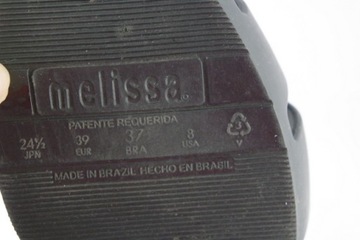 melissa
PATENTE REQUERIDA
24½ 39 37 8
JPN EUR BRA USA V
MADE IN BRAZIL HECHO EN BRASIL